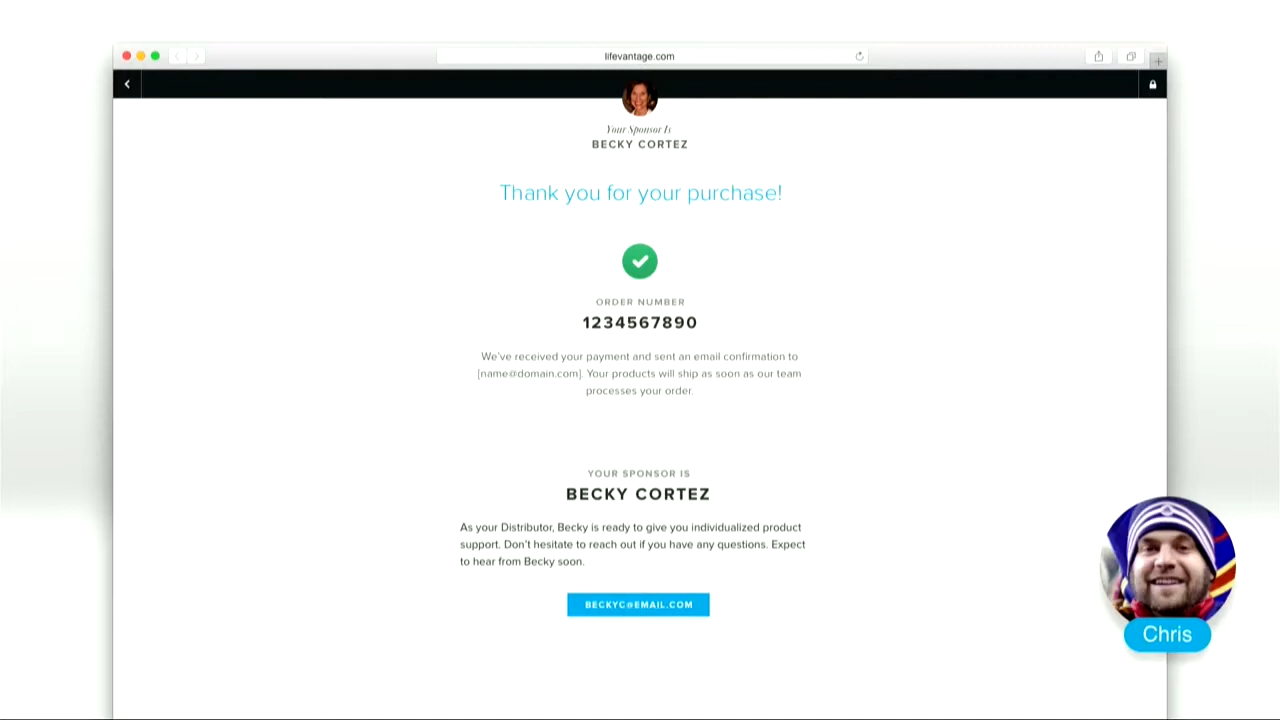 lifevantage.com
Your Sponsor Is
BECKY CORTEZ
Thank you for your purchase!
ORDER NUMBER
1234567890
We've received your payment and sent an email confirmation to
[name@domain.com]. Your products will ship as soon as our team
processes your order.
YOUR SPONSOR IS
BECKY CORTEZ
As your Distributor, Becky is ready to give you individualized product
support. Don't hesitate to reach out if you have any questions. Expect
to hear from Becky soon.
BECKYC@EMAIL.COM
Chris